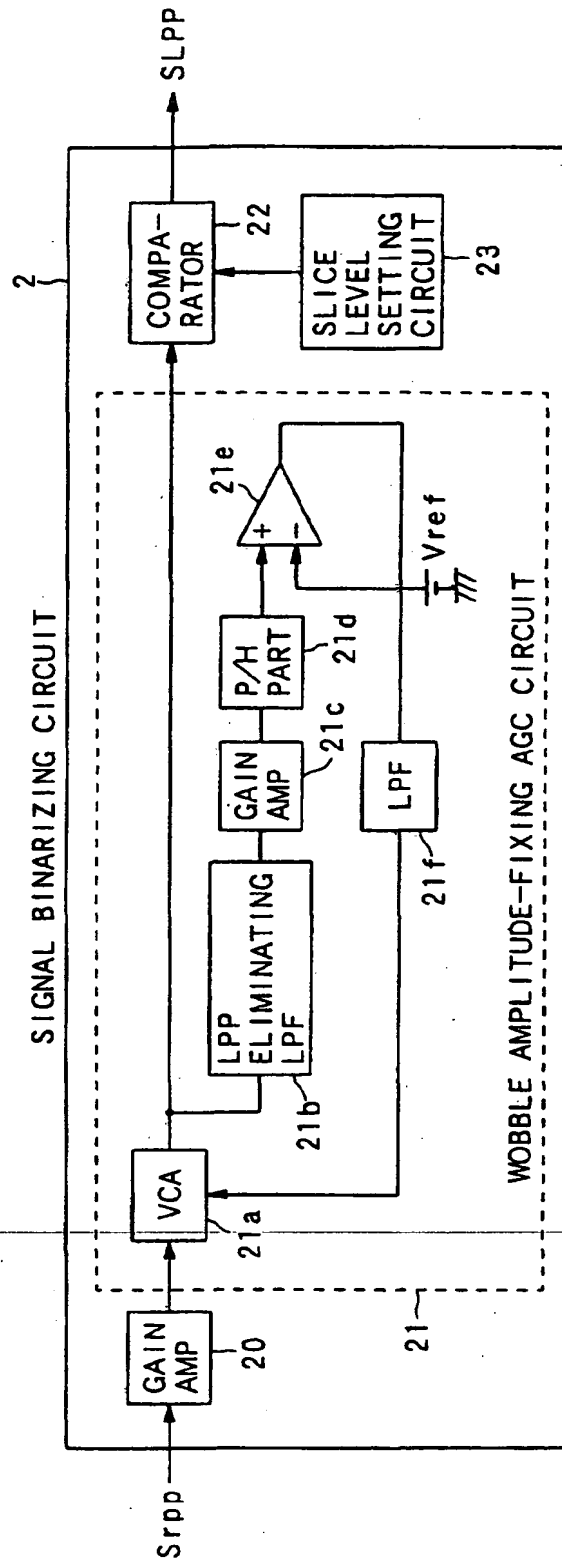 SIGNAL BINARIZING CIRCUIT
2
Srpp
GAIN
AMP
20
VCA
21a
LPP
ELIMINATING
LPF
21b
GAIN
AMP
21c
P/H
PART
21d
+
−
21e
Vref
LPF
21f
WOBBLE AMPLITUDE-FIXING AGC CIRCUIT
21
COMPA-
RATOR
22
SLICE
LEVEL
SETTING
CIRCUIT
23
SLPP